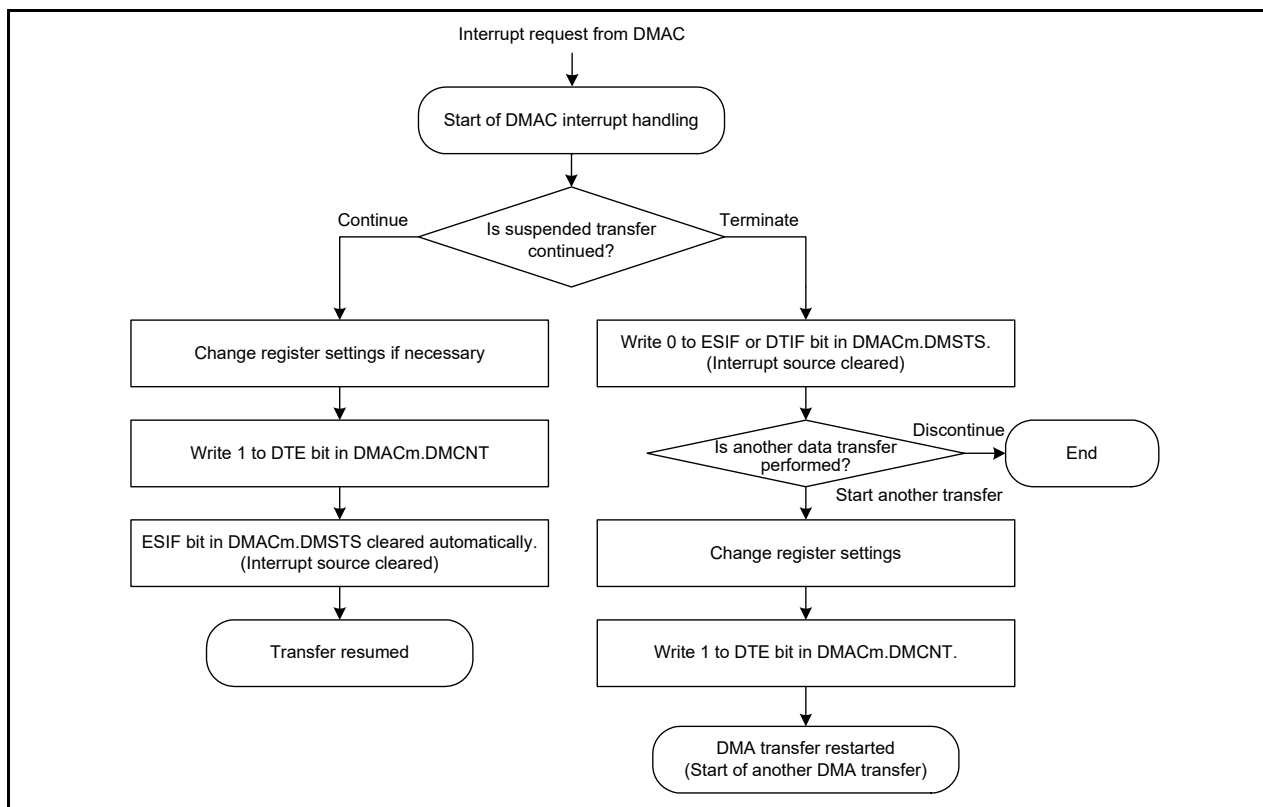 Interrupt request from DMAC
Start of DMAC interrupt handling
Continue
Is suspended transfer
continued?
Terminate
Change register settings if necessary
Write 1 to DTE bit in DMACm.DMCNT
ESIF bit in DMACm.DMSTS cleared automatically.
(Interrupt source cleared)
Transfer resumed
Write 0 to ESIF or DTIF bit in DMACm.DMSTS.
(Interrupt source cleared)
Is another data transfer
performed?
Discontinue
End
Start another transfer
Change register settings
Write 1 to DTE bit in DMACm.DMCNT.
DMA transfer restarted
(Start of another DMA transfer)